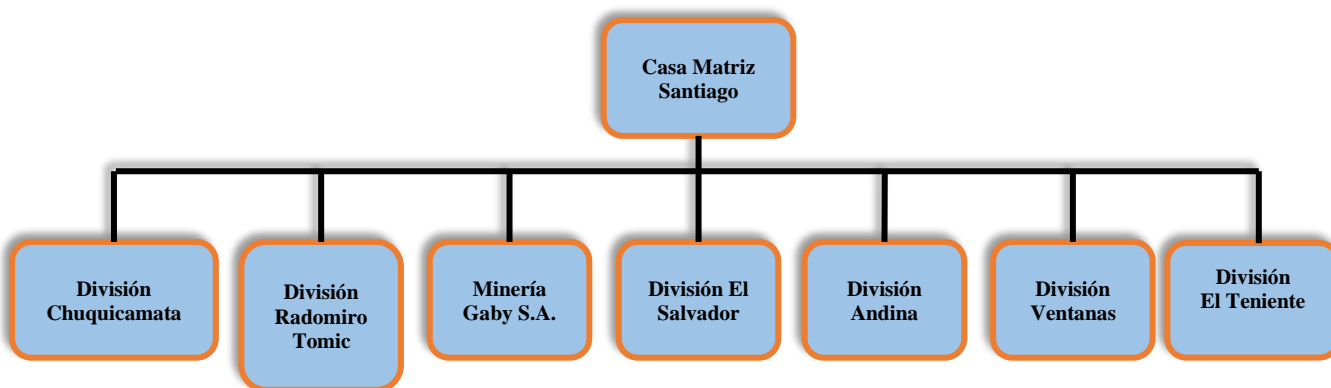 Casa Matriz
Santiago
División
Chuquicamata
División
Radomiro
Tomic
Minería
Gaby S.A.
División El
Salvador
División
Andina
División
Ventanas
División
El Teniente